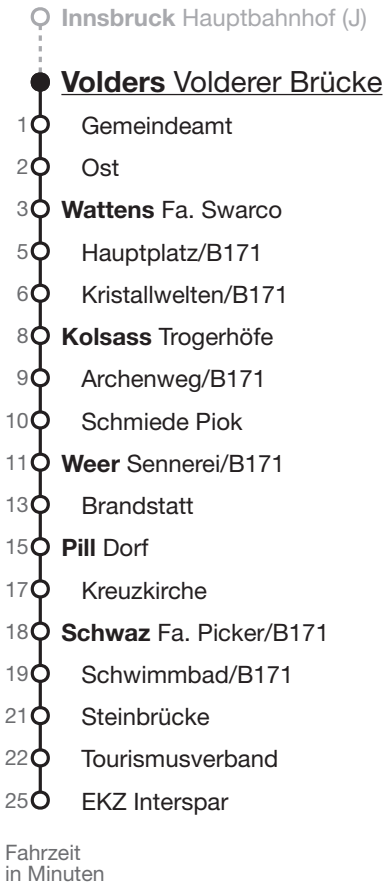 Innsbruck Hauptbahnhof (J)
Volders Volderer Brücke
1 Gemeindeamt
2 Ost
3 Wattens Fa. Swarco
5 Hauptplatz/B171
6 Kristallwelten/B171
8 Kolsass Trogerhöfe
9 Archenweg/B171
10 Schmiede Piok
11 Weer Sennerei/B171
13 Brandstatt
15 Pill Dorf
17 Kreuzkirche
18 Schwaz Fa. Picker/B171
19 Schwimmbad/B171
21 Steinbrücke
22 Tourismusverband
25 EKZ Interspar
Fahrzeit
in Minuten